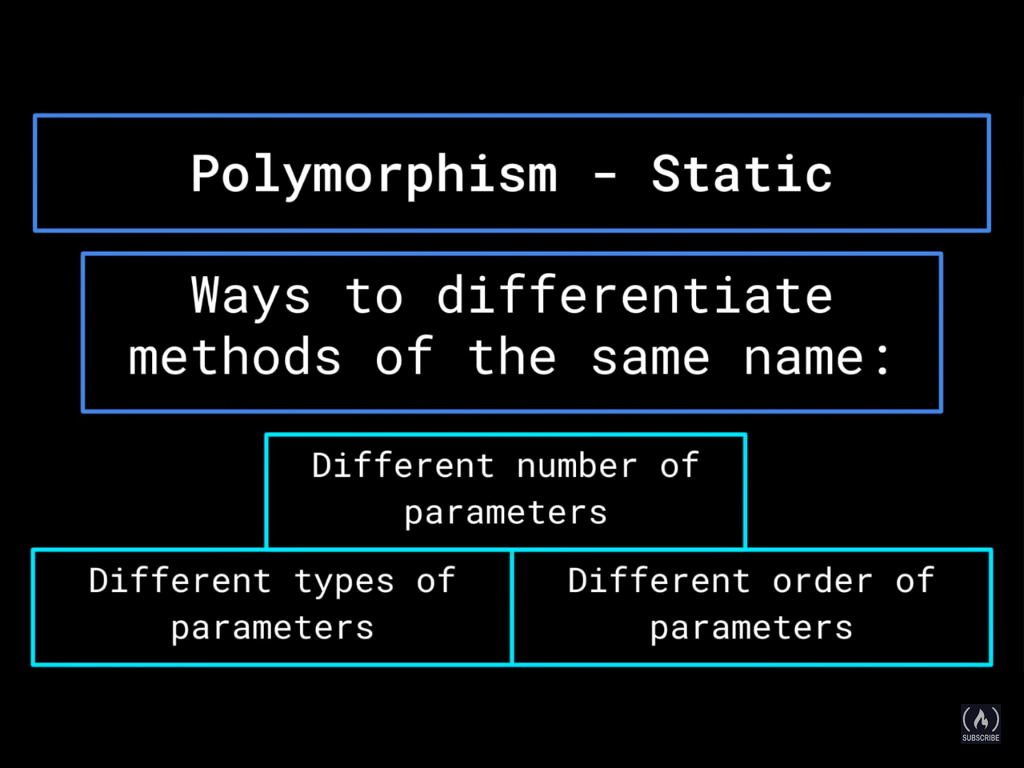 Polymorphism - Static
Ways to differentiate
methods of the same name:
Different number of
parameters
Different types of
parameters
Different order of
parameters
SUBSCRIBE